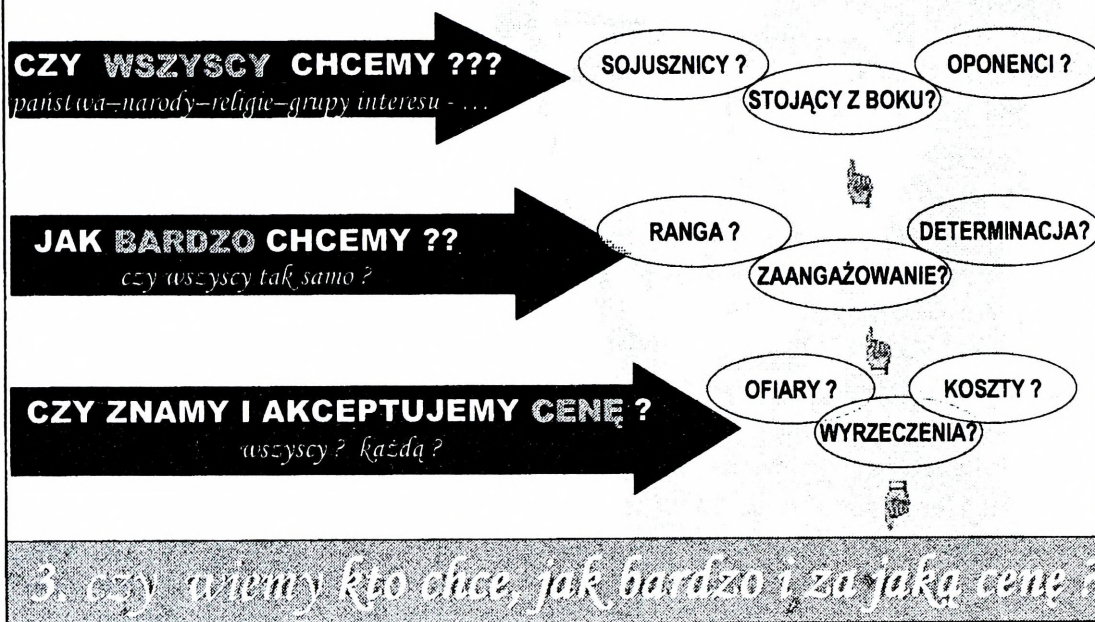 CZY WSZYSCY CHCEMY ???
państwa–narody–religie–grupy interesu - ...
SOJUSZNICY ?
STOJĄCY Z BOKU?
OPONENCI ?
JAK BARDZO CHCEMY ??
czy wszyscy tak samo ?
RANGA ?
ZAANGAŻOWANIE?
DETERMINACJA?
CZY ZNAMY I AKCEPTUJEMY CENĘ ?
wszyscy ? każdą ?
OFIARY ?
WYRZECZENIA?
KOSZTY ?
3. czy wiemy kto chce, jak bardzo i za jaką cenę ?